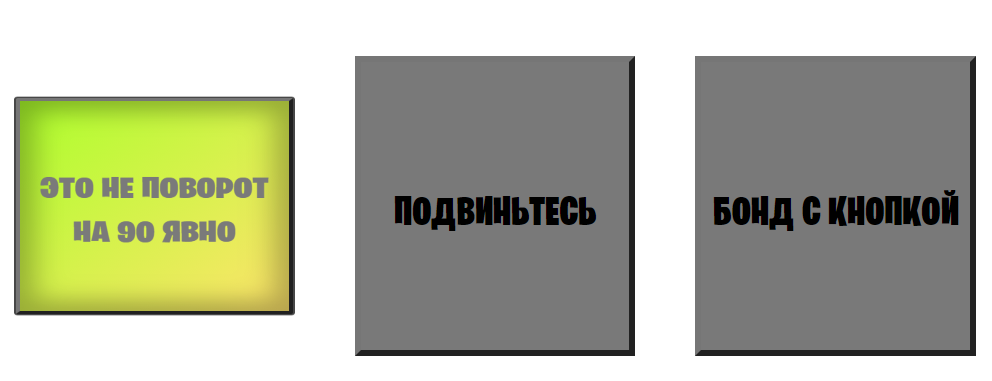 ЭТО НЕ ПОВОРОТ
НА 90 ЯВНО
ПОДВИНЬТЕСЬ
БОНД С КНОПКОЙ